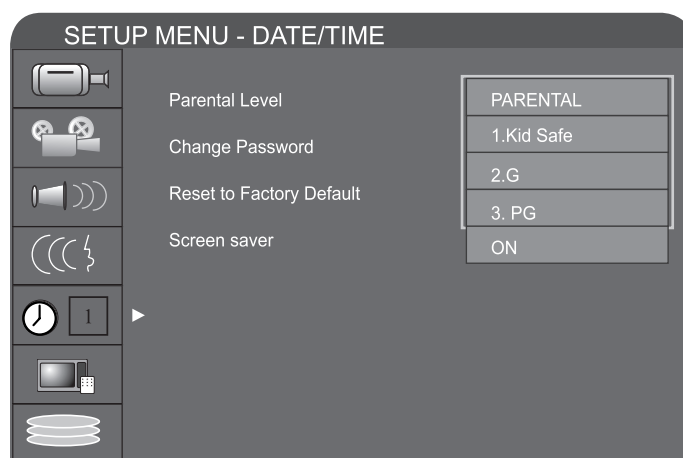 SETUP MENU - DATE/TIME
Parental Level
PARENTAL
1.Kid Safe
Change Password
2.G
Reset to Factory Default
3. PG
Screen saver
ON
1